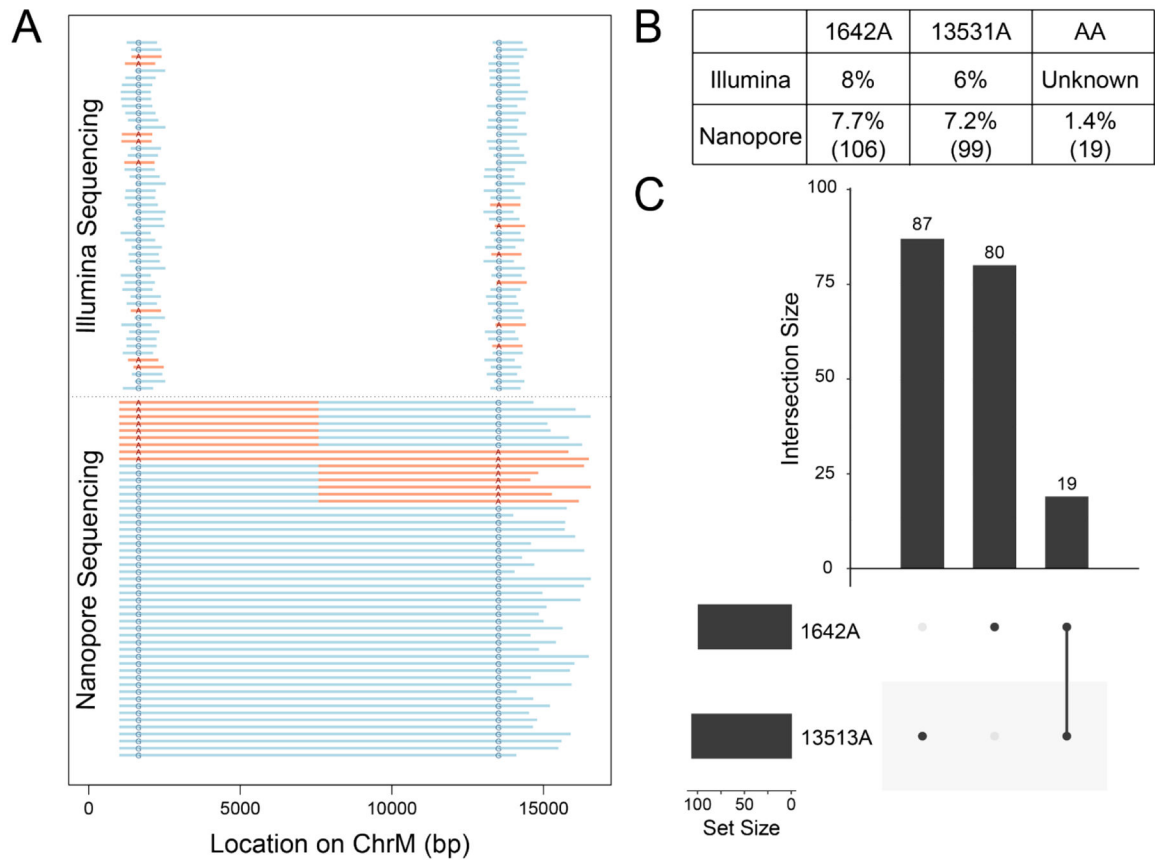 A
Illumina Sequencing
Nanopore Sequencing
0 5000 10000 15000
Location on ChrM (bp)
B
1642A 13531A AA
Illumina 8% 6% Unknown
Nanopore 7.7% 7.2% 1.4%
(106) (99) (19)
C
100
75
50
25
0
Intersection Size
87
80
19
1642A
13513A
100 50 0
Set Size